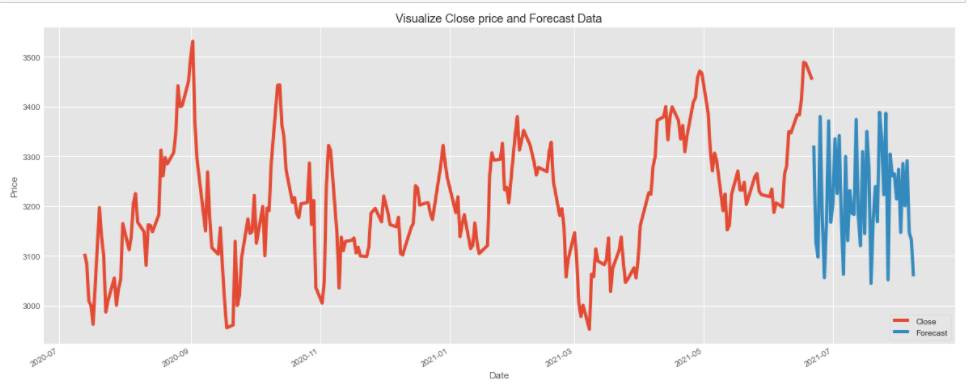 Visualize Close price and Forecast Data
Price
3500
3400
3300
3200
3100
3000
2020-07
2020-09
2020-11
2021-01
2021-03
2021-05
2021-07
Date
Close
Forecast